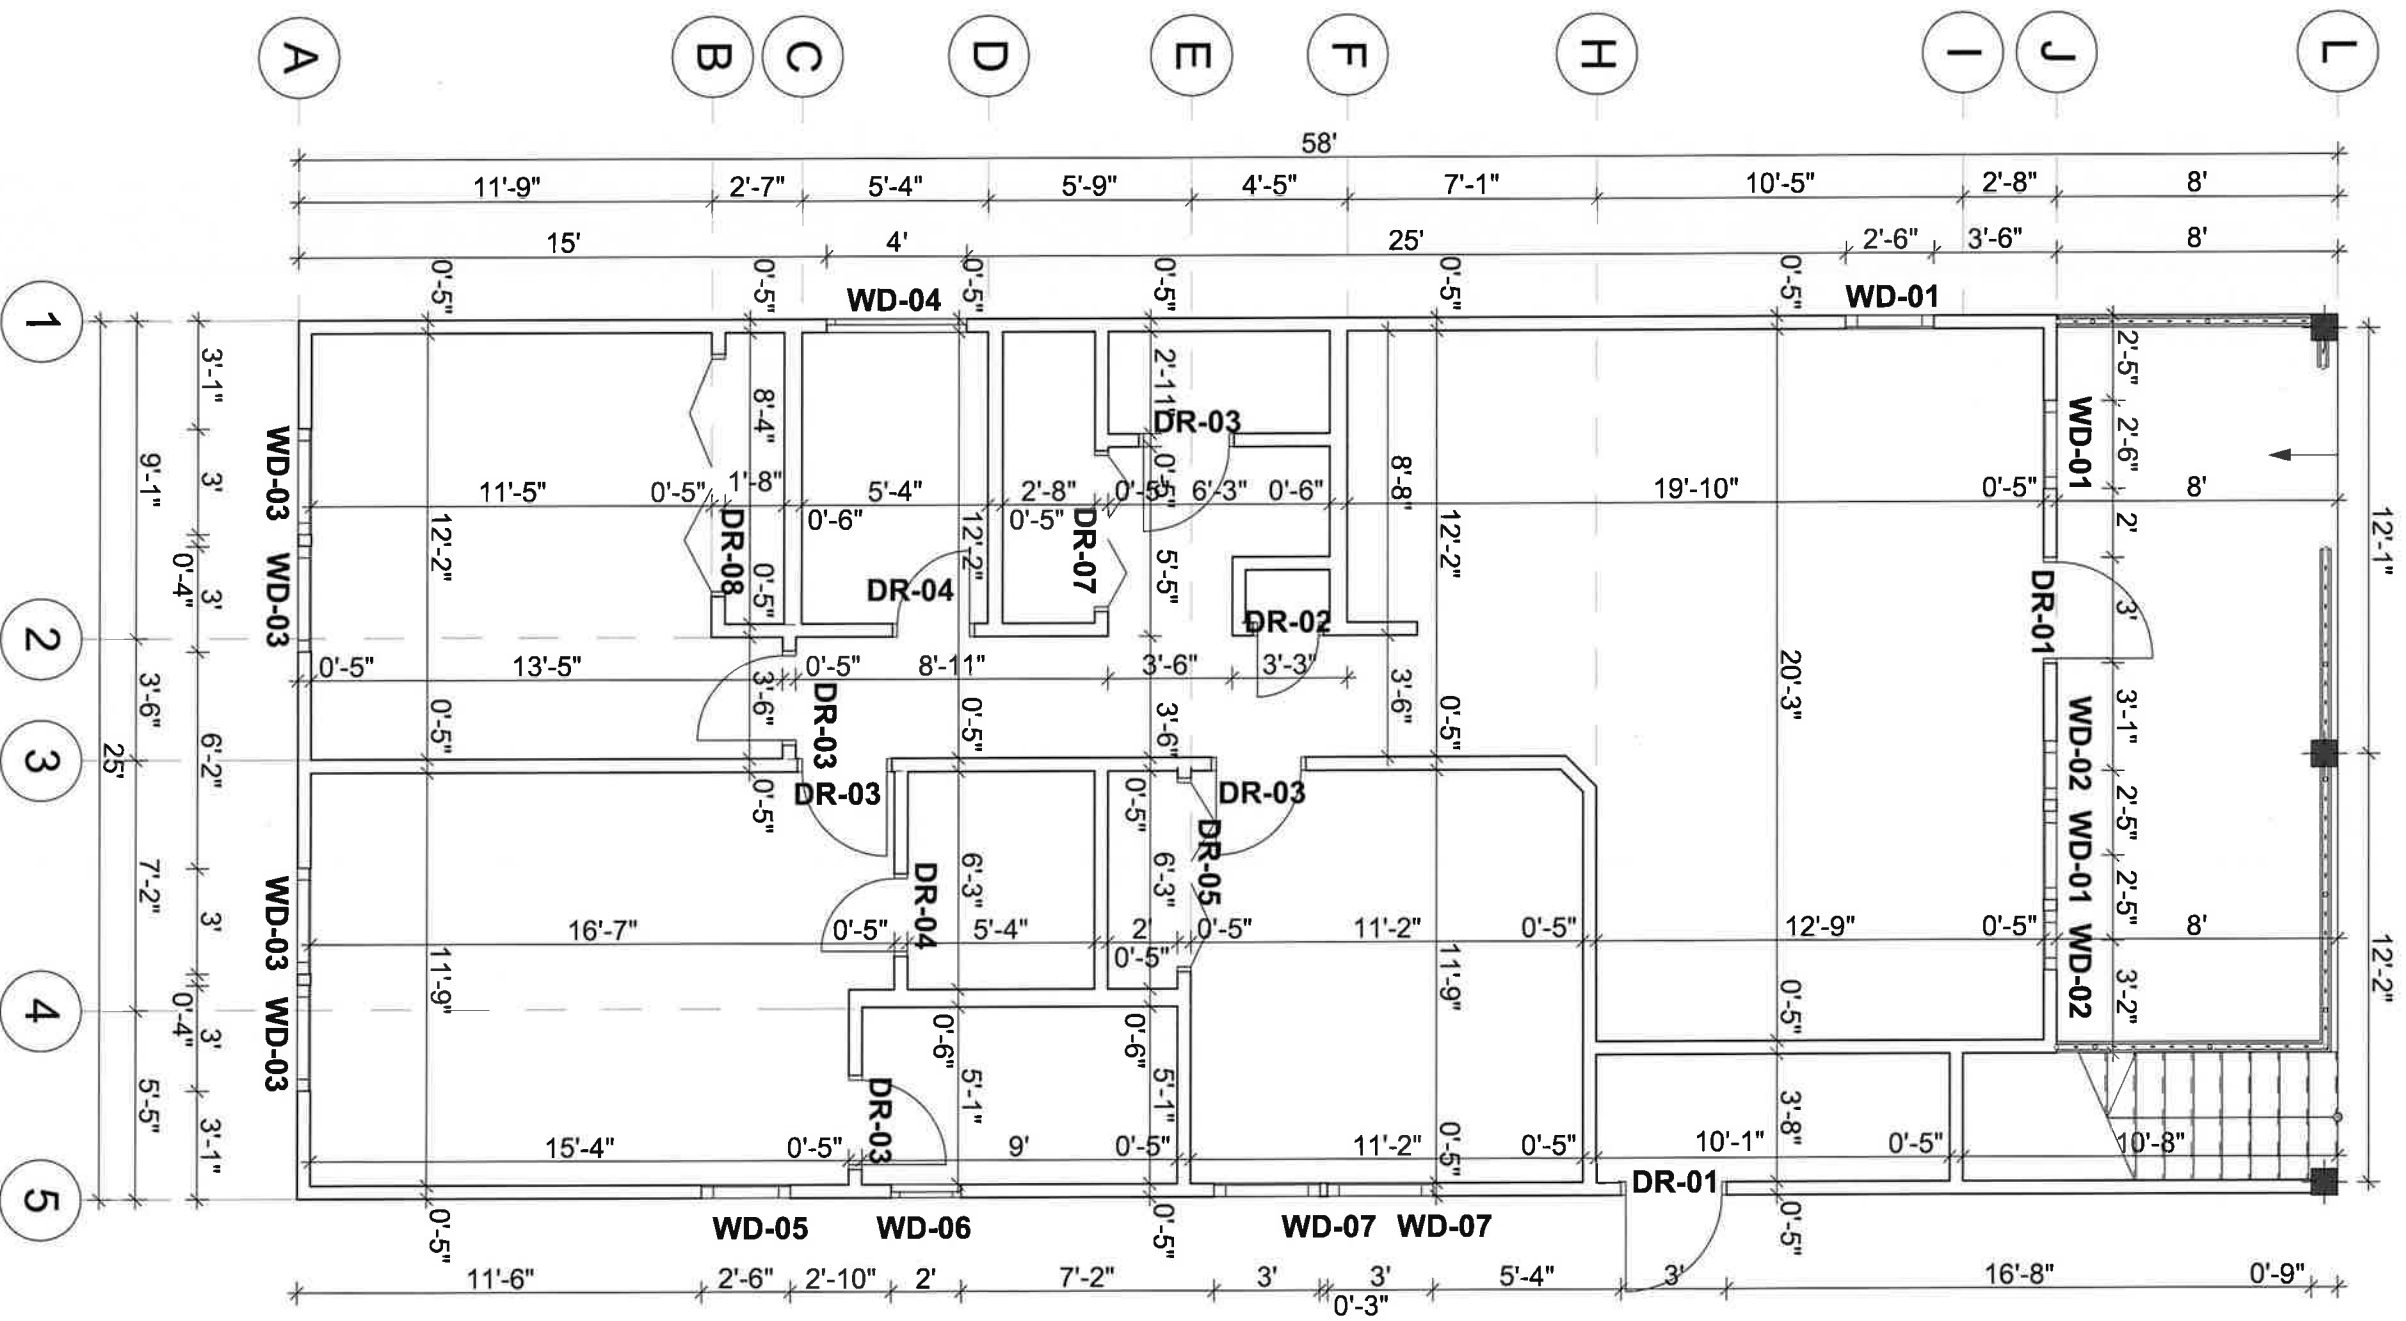 A B C D E F H I J L
58'
11'-9" 2'-7" 5'-4" 5'-9" 4'-5" 7'-1" 10'-5" 2'-8" 8'
15' 4' 25' 2'-6" 3'-6" 8'
0'-5" 0'-5" 0'-5" 0'-5" 0'-5" 0'-5"
WD-04 WD-01
1
2
3
4
5
25'
9'-1"
3'-6"
7'-2"
5'-5"
3'-1"
3'
0'-4"
3'
6'-2"
3'
0'-4"
3'
3'-1"
WD-03
WD-03
WD-03
WD-03
12'-2"
0'-5"
11'-9"
0'-5"
8'-4"
0'-5"
3'-6"
0'-5"
2'-11"
DR-03
0'-5"
5'-5"
3'-6"
8'-8"
3'-6"
11'-5" 0'-5" 1'-8" 5'-4" 2'-8" 0'-5" 6'-3" 0'-6" 19'-10" 0'-5" 8'
0'-6" 0'-5"
DR-08
DR-07
12'-2"
12'-2"
DR-04
DR-02
0'-5" 13'-5" 0'-5" 8'-11" 3'-6" 3'-3"
DR-03
0'-5"
0'-5"
20'-3"
DR-03
DR-03
0'-5"
DR-05
DR-04
6'-3"
6'-3"
16'-7" 0'-5" 5'-4" 2' 0'-5" 11'-2" 0'-5" 12'-9" 0'-5" 8'
0'-5"
11'-9"
0'-6"
0'-6"
5'-1"
5'-1"
0'-5"
3'-8"
DR-03
0'-5"
15'-4" 0'-5" 9' 0'-5" 11'-2" 0'-5" 10'-1" 0'-5" 10'-8"
DR-01
0'-5"
0'-5"
WD-05 WD-06 WD-07 WD-07
11'-6" 2'-6" 2'-10" 2' 7'-2" 3' 3' 5'-4" 3' 16'-8" 0'-9"
0'-3"
WD-01
DR-01
WD-02
WD-01
WD-02
2'-5"
2'-6"
2'
3'
3'-1"
2'-5"
2'-5"
3'-2"
12'-1"
12'-2"